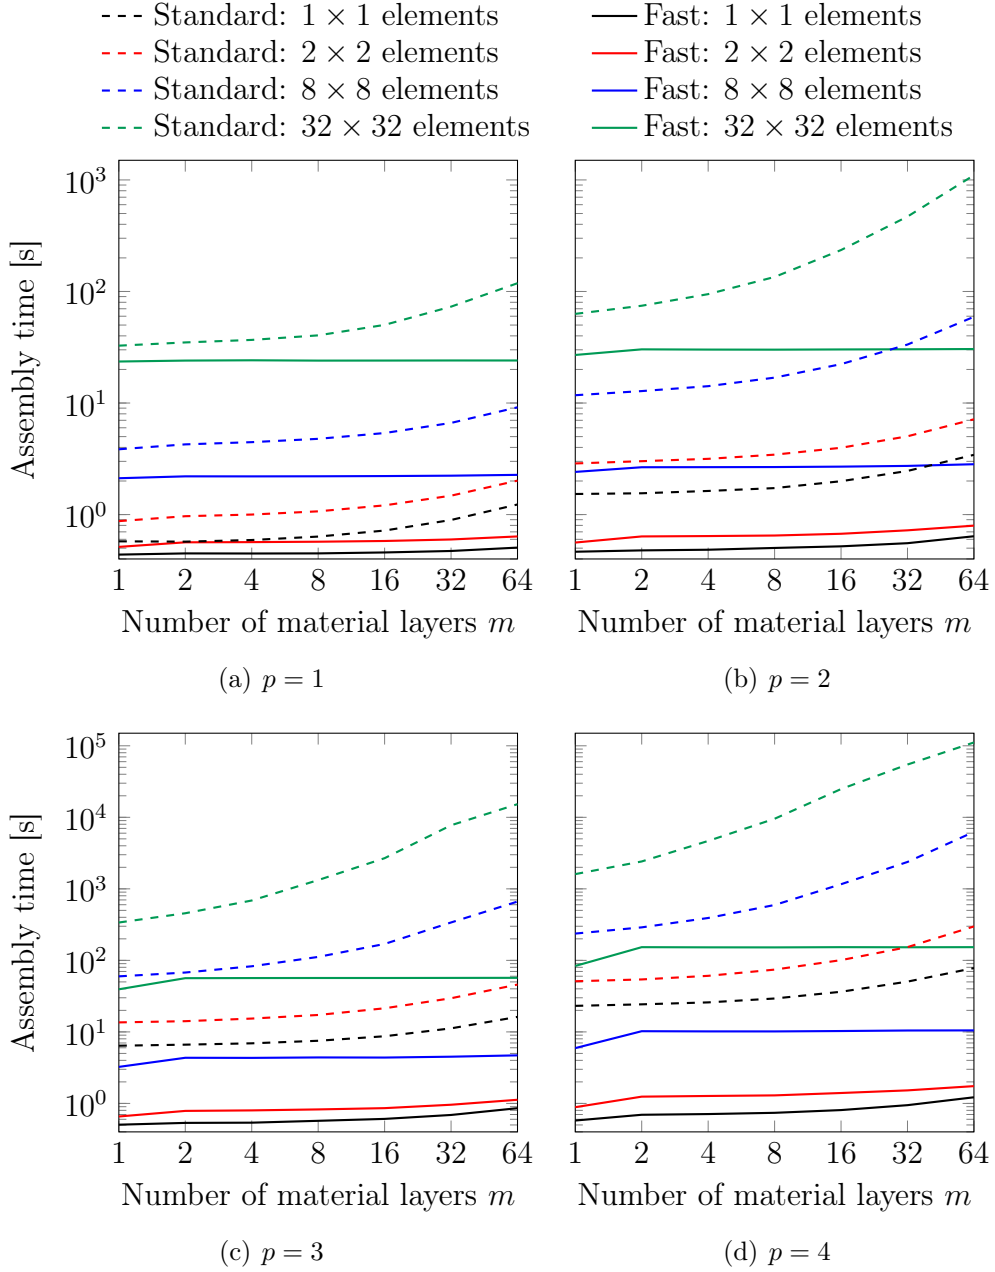 Standard: 1 × 1 elements Fast: 1 × 1 elements
Standard: 2 × 2 elements Fast: 2 × 2 elements
Standard: 8 × 8 elements Fast: 8 × 8 elements
Standard: 32 × 32 elements Fast: 32 × 32 elements
Assembly time [s]
10³
10²
10¹
10⁰
1 2 4 8 16 32 64
Number of material layers m
(a) p = 1
1 2 4 8 16 32 64
Number of material layers m
(b) p = 2
Assembly time [s]
10⁵
10⁴
10³
10²
10¹
10⁰
1 2 4 8 16 32 64
Number of material layers m
(c) p = 3
1 2 4 8 16 32 64
Number of material layers m
(d) p = 4